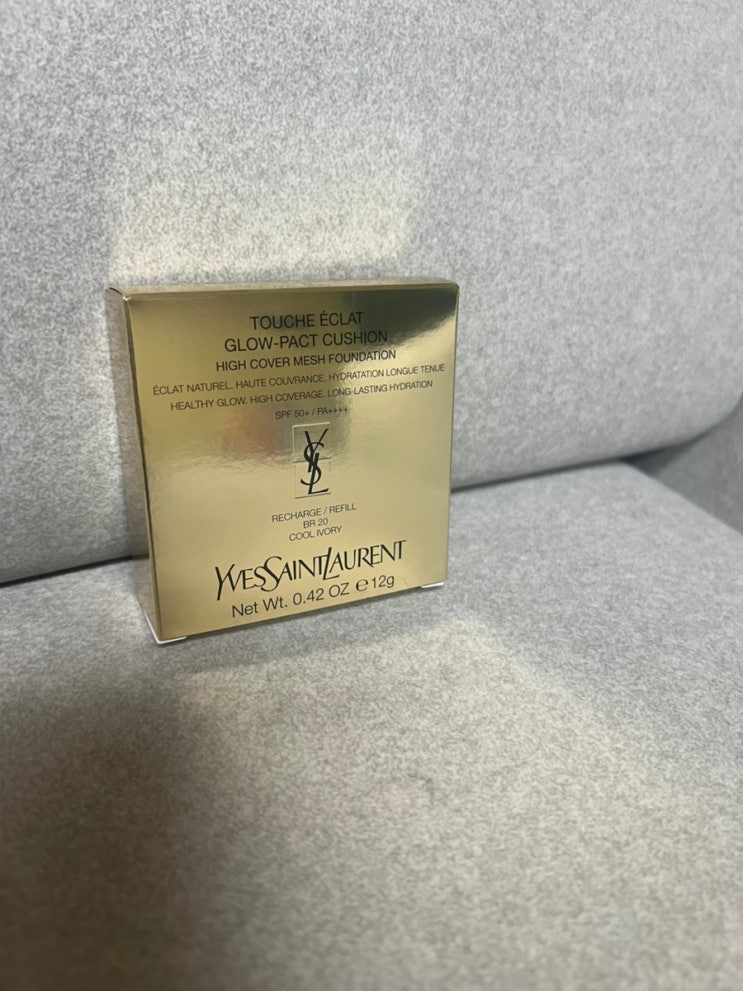 TOUCHE ÉCLAT
GLOW-PACT CUSHION
HIGH COVER MESH FOUNDATION
ÉCLAT NATUREL. HAUTE COUVRANCE. HYDRATATION LONGUE TENUE
HEALTHY GLOW. HIGH COVERAGE. LONG-LASTING HYDRATION
SPF 50+ / PA++++
YSL
RECHARGE / REFILL
BR 20
COOL IVORY
YVESSAINTLAURENT
Net Wt. 0.42 OZ ℮ 12g